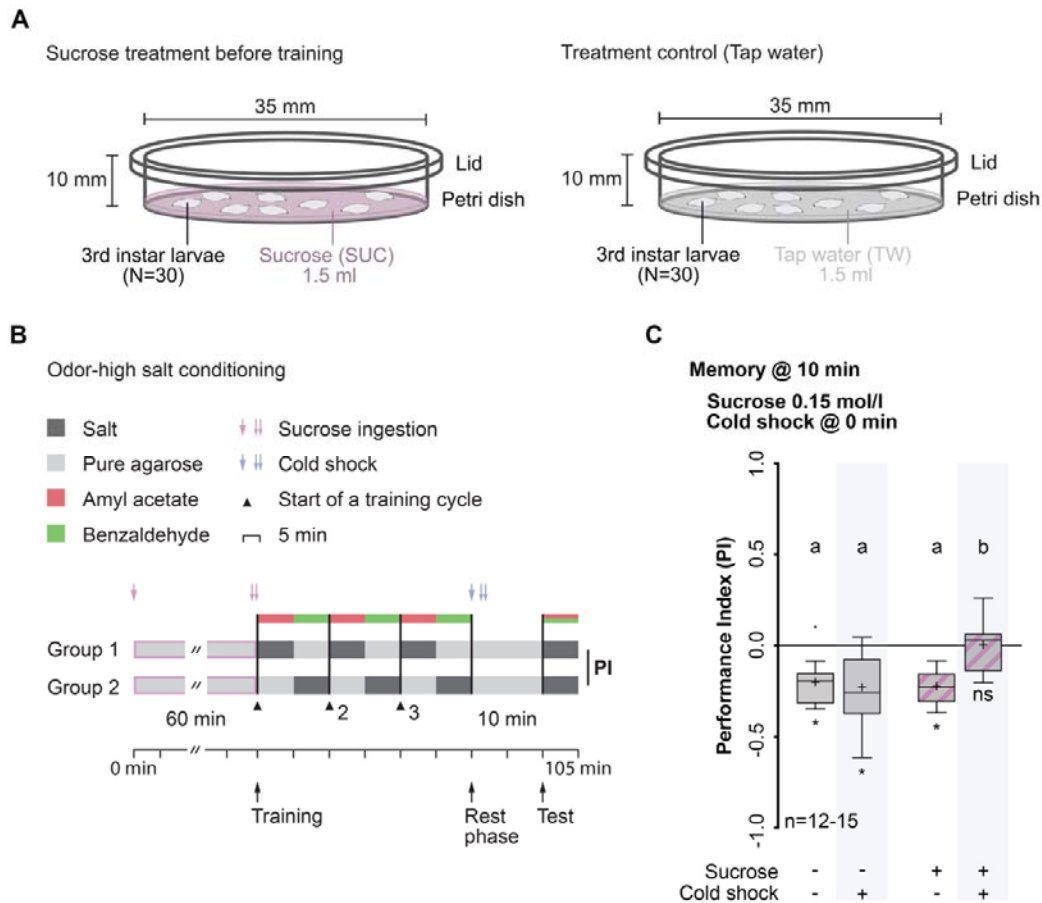 A
Sucrose treatment before training
Treatment control (Tap water)
35 mm
35 mm
10 mm
Lid
Petri dish
10 mm
Lid
Petri dish
3rd instar larvae
(N=30)
Sucrose (SUC)
1.5 ml
3rd instar larvae
(N=30)
Tap water (TW)
1.5 ml
B
Odor-high salt conditioning
Salt
Sucrose ingestion
Pure agarose
Cold shock
Amyl acetate
Start of a training cycle
Benzaldehyde
5 min
Group 1
Group 2
PI
60 min
2
3
10 min
0 min
105 min
Training
Rest
phase
Test
C
Memory @ 10 min
Sucrose 0.15 mol/l
Cold shock @ 0 min
Performance Index (PI)
1.0
0.5
0.0
-0.5
-1.0
a
a
a
b
*
*
*
ns
n=12-15
Sucrose - - + +
Cold shock - + - +